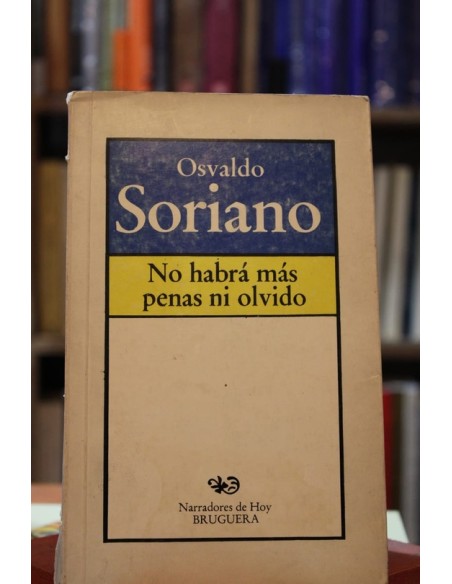 Osvaldo
Soriano
No habrá más
penas ni olvido
Narradores de Hoy
BRUGUERA